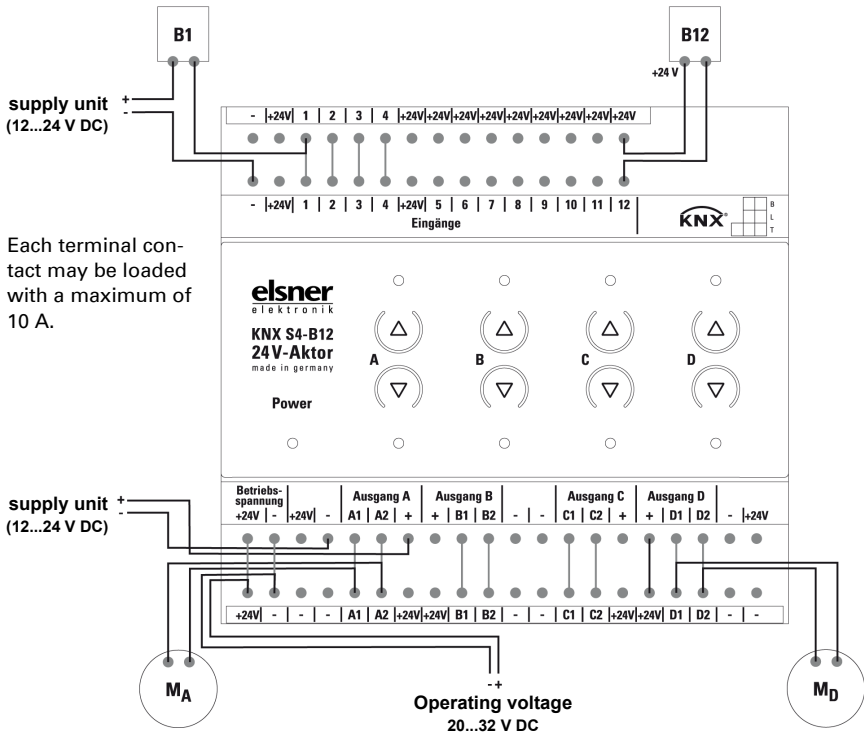 B1
B12
+24 V
supply unit
(12...24 V DC)
+
-
- |+24V| 1 | 2 | 3 | 4 |+24V|+24V|+24V|+24V|+24V|+24V|+24V|+24V|+24V
- |+24V| 1 | 2 | 3 | 4 |+24V| 5 | 6 | 7 | 8 | 9 | 10 | 11 | 12
Eingänge
KNX®
B
L
T
Each terminal con-
tact may be loaded
with a maximum of
10 A.
elsner
elektronik
KNX S4-B12
24V-Aktor
made in germany
Power
A
B
C
D
supply unit
(12...24 V DC)
+
-
Betriebs-
spannung
Ausgang A
Ausgang B
Ausgang C
Ausgang D
+24V | - |+24V| - | A1 | A2 | + | + | B1 | B2 | - | - | C1 | C2 | + | + | D1 | D2 | - |+24V
+24V | - | - | - | A1 | A2 |+24V|+24V| B1 | B2 | - | - | C1 | C2 |+24V|+24V| D1 | D2 | - | -
MA
- +
Operating voltage
20...32 V DC
MD